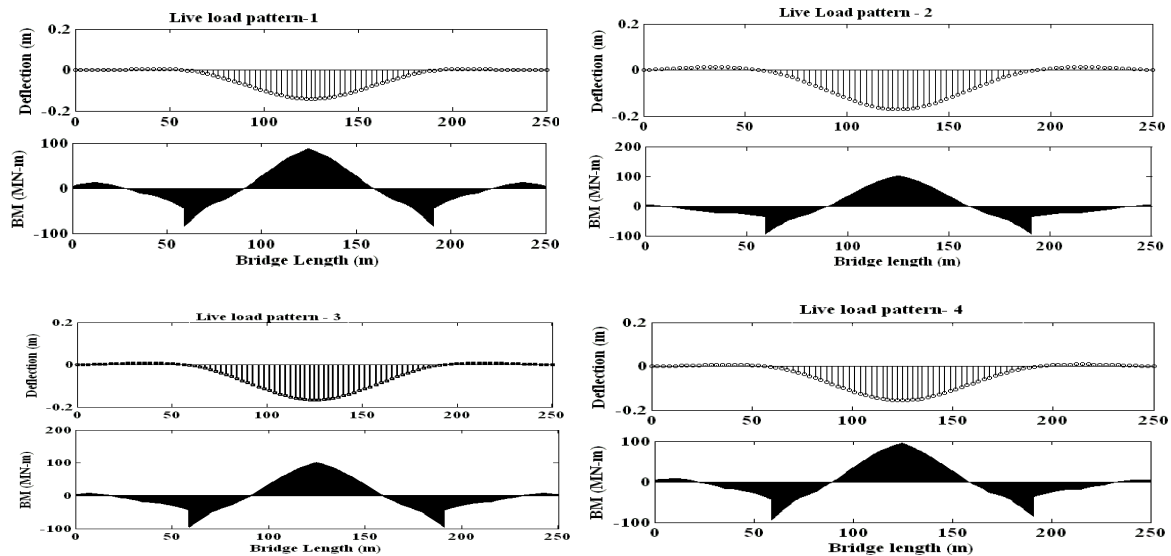 Live load pattern-1
Deflection (m)
0.2
0
-0.2
0 50 100 150 200 250
BM (MN-m)
100
0
-100
0 50 100 150 200 250
Bridge Length (m)
Live Load pattern - 2
Deflection (m)
0.2
0
-0.2
0 50 100 150 200 250
BM (MN-m)
200
100
0
-100
0 50 100 150 200 250
Bridge length (m)
Live load pattern - 3
Deflection (m)
0.2
0
-0.2
0 50 100 150 200 250
BM (MN-m)
200
100
0
-100
0 50 100 150 200 250
Bridge Length (m)
Live load pattern- 4
Deflection (m)
0.2
0
-0.2
0 50 100 150 200 250
BM (MN-m)
100
0
-100
0 50 100 150 200 250
Bridge length (m)